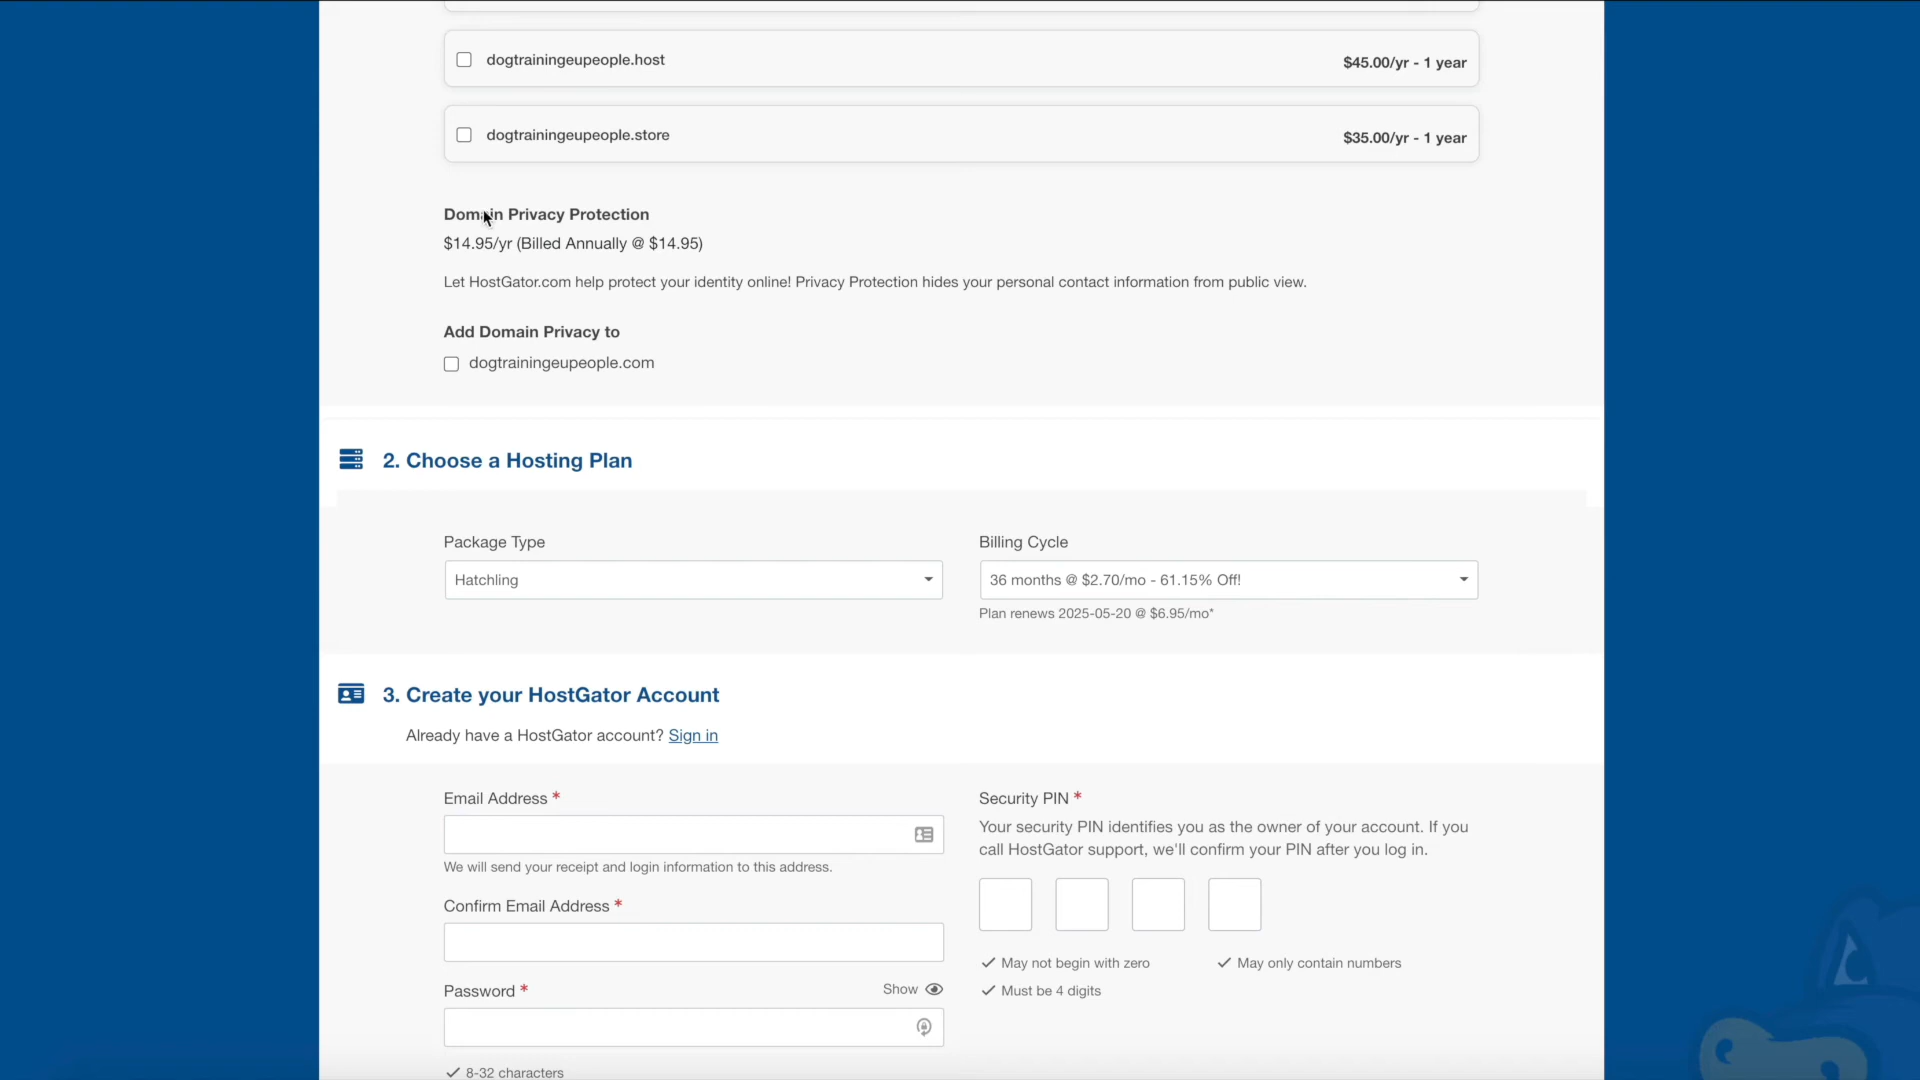 dogtrainingeupeople.host
$45.00/yr - 1 year
dogtrainingeupeople.store
$35.00/yr - 1 year
Domain Privacy Protection
$14.95/yr (Billed Annually @ $14.95)
Let HostGator.com help protect your identity online! Privacy Protection hides your personal contact information from public view.
Add Domain Privacy to
dogtrainingeupeople.com
2. Choose a Hosting Plan
Package Type
Hatchling
Billing Cycle
36 months @ $2.70/mo - 61.15% Off!
Plan renews 2025-05-20 @ $6.95/mo*
3. Create your HostGator Account
Already have a HostGator account? Sign in
Email Address *
We will send your receipt and login information to this address.
Confirm Email Address *
Password *
Show
8-32 characters
Security PIN *
Your security PIN identifies you as the owner of your account. If you
call HostGator support, we'll confirm your PIN after you log in.
May not begin with zero
May only contain numbers
Must be 4 digits